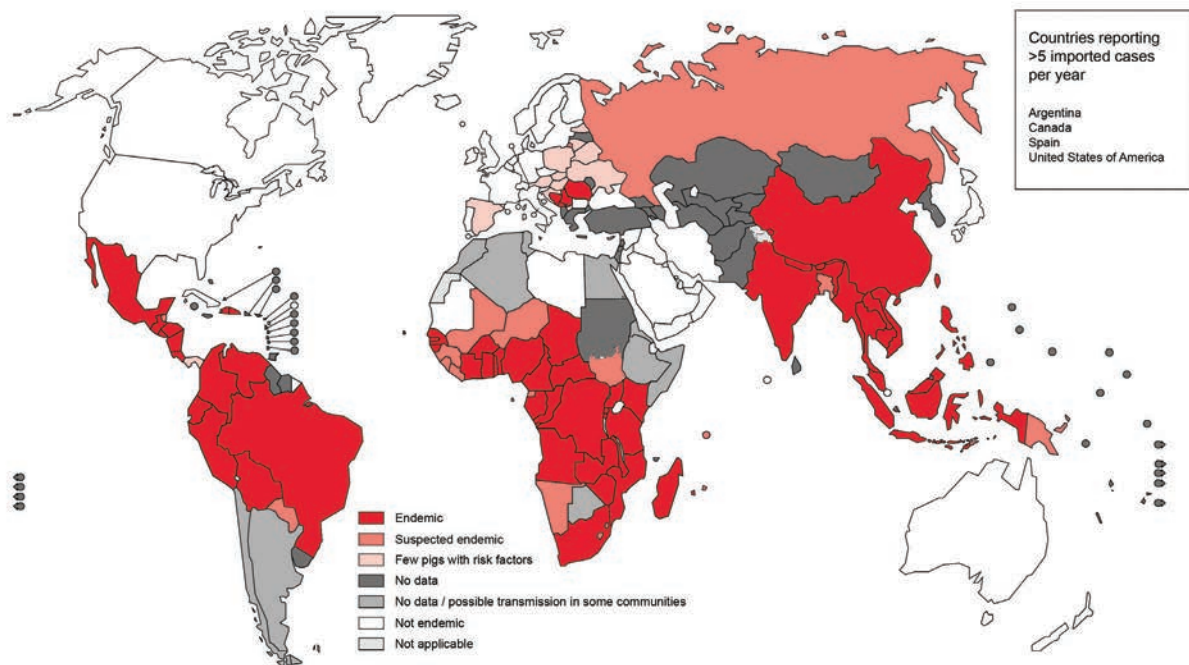 Countries reporting
>5 imported cases
per year
Argentina
Canada
Spain
United States of America
Endemic
Suspected endemic
Few pigs with risk factors
No data
No data / possible transmission in some communities
Not endemic
Not applicable